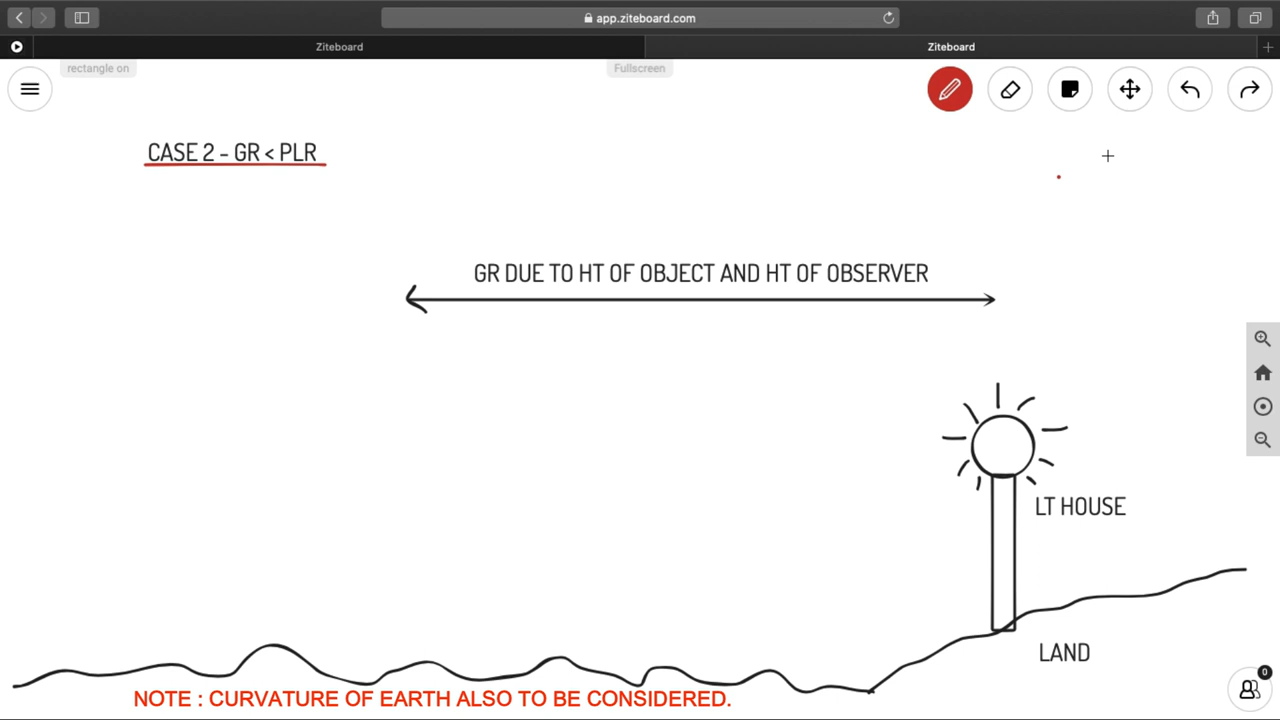 app.ziteboard.com
Ziteboard
Ziteboard
rectangle on
Fullscreen
CASE 2 - GR < PLR
GR DUE TO HT OF OBJECT AND HT OF OBSERVER
LT HOUSE
LAND
NOTE : CURVATURE OF EARTH ALSO TO BE CONSIDERED.
0